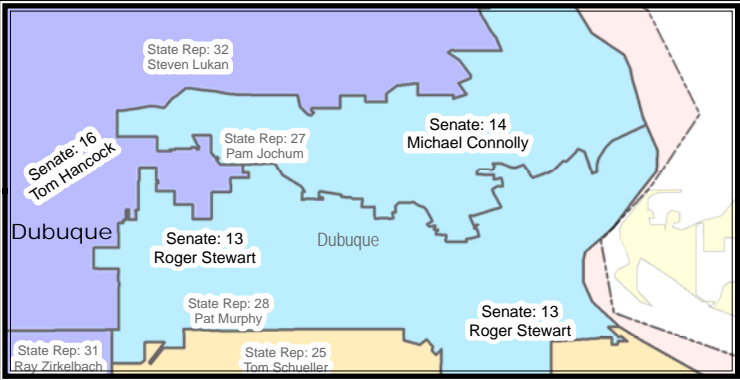 State Rep: 32
Steven Lukan
Senate: 14
Michael Connolly
State Rep: 27
Pam Jochum
Senate: 16
Tom Hancock
Dubuque
Senate: 13
Roger Stewart
Dubuque
State Rep: 28
Pat Murphy
Senate: 13
Roger Stewart
State Rep: 31
Ray Zirkelbach
State Rep: 25
Tom Schueller